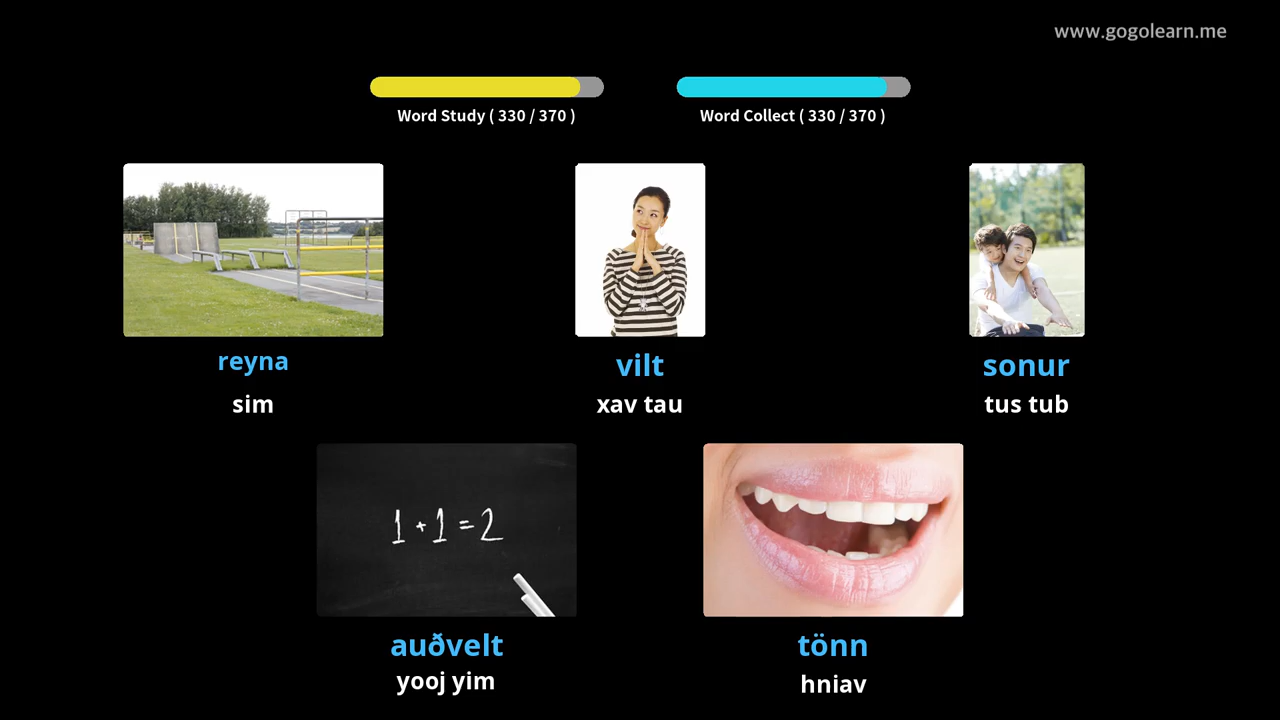 www.gogolearn.me
Word Study ( 330 / 370 )
Word Collect ( 330 / 370 )
reyna
sim
vilt
xav tau
sonur
tus tub
1 + 1 = 2
auðvelt
yooj yim
tönn
hniav